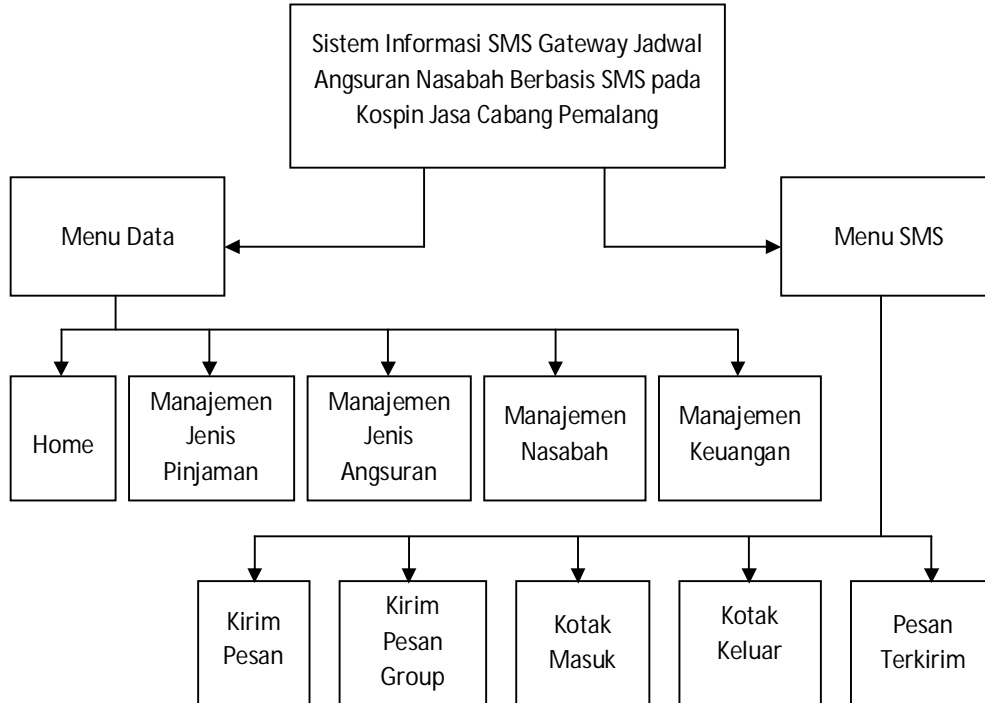 Sistem Informasi SMS Gateway Jadwal
Angsuran Nasabah Berbasis SMS pada
Kospin Jasa Cabang Pemalang
Menu Data
Menu SMS
Home
Manajemen
Jenis
Pinjaman
Manajemen
Jenis
Angsuran
Manajemen
Nasabah
Manajemen
Keuangan
Kirim
Pesan
Kirim
Pesan
Group
Kotak
Masuk
Kotak
Keluar
Pesan
Terkirim